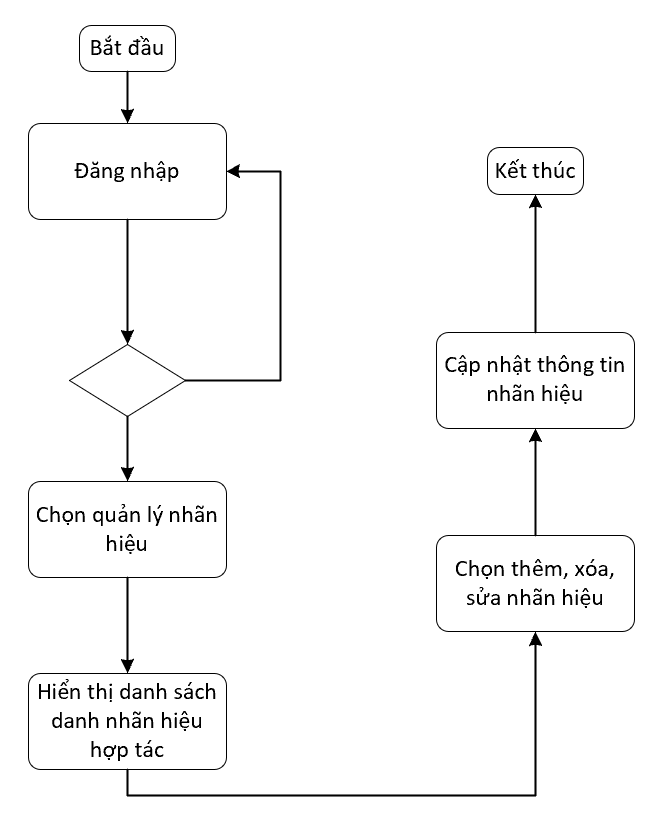 Bắt đầu
Đăng nhập
Chọn quản lý nhãn
hiệu
Hiển thị danh sách
danh nhãn hiệu
hợp tác
Chọn thêm, xóa,
sửa nhãn hiệu
Cập nhật thông tin
nhãn hiệu
Kết thúc